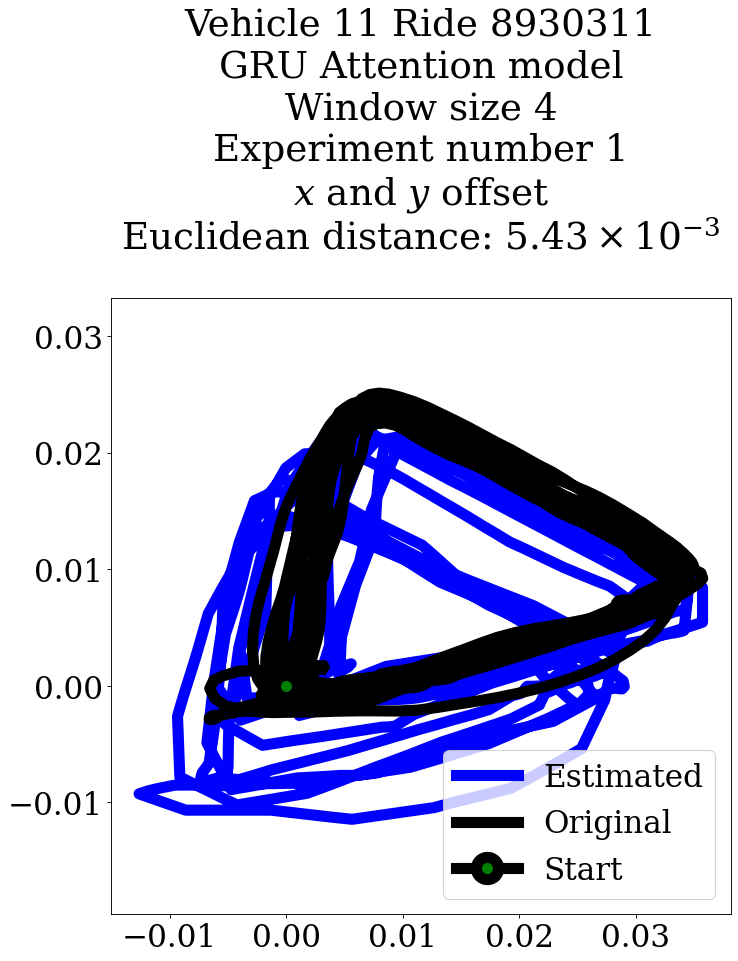 Vehicle 11 Ride 8930311
GRU Attention model
Window size 4
Experiment number 1
x and y offset
Euclidean distance: 5.43 × 10⁻³
0.03
0.02
0.01
0.00
−0.01
Estimated
Original
Start
−0.01 0.00 0.01 0.02 0.03